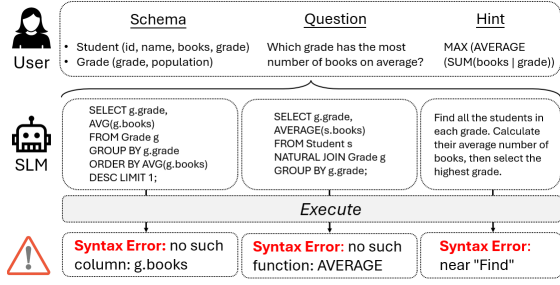 User
Schema
• Student (id, name, books, grade)
• Grade (grade, population)
Question
Which grade has the most
number of books on average?
Hint
MAX (AVERAGE
(SUM(books | grade))
SLM
SELECT g.grade,
AVG(g.books)
FROM Grade g
GROUP BY g.grade
ORDER BY AVG(g.books)
DESC LIMIT 1;
SELECT g.grade,
AVERAGE(s.books)
FROM Student s
NATURAL JOIN Grade g
GROUP BY g.grade;
Find all the students in
each grade. Calculate
their average number of
books, then select the
highest grade.
Execute
Syntax Error: no such
column: g.books
Syntax Error: no such
function: AVERAGE
Syntax Error:
near "Find"